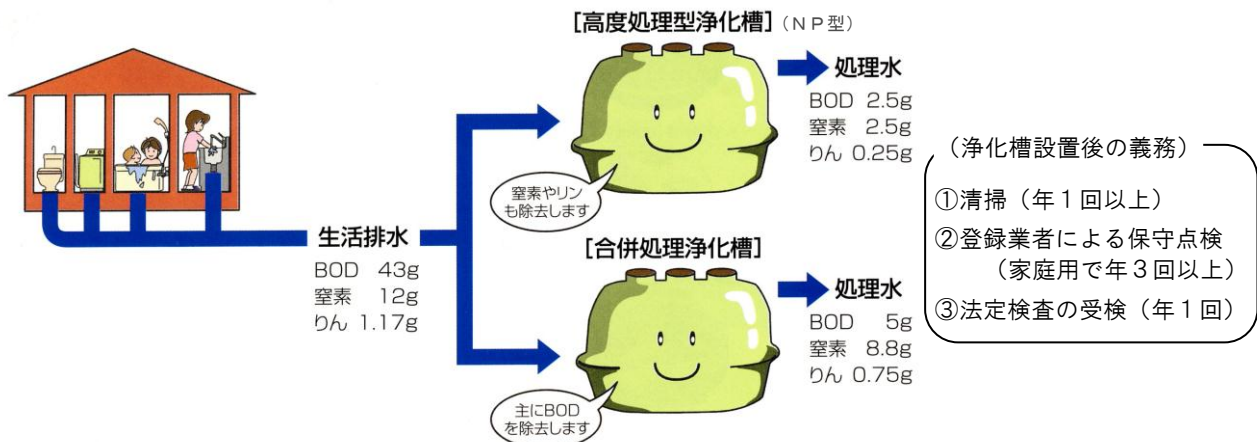 [高度処理型浄化槽](NP型)
処理水
BOD 2.5g
窒素 2.5g
りん 0.25g
窒素やリン
も除去します
生活排水
BOD 43g
窒素 12g
りん 1.17g
[合併処理浄化槽]
処理水
BOD 5g
窒素 8.8g
りん 0.75g
主にBOD
を除去します
(浄化槽設置後の義務)
①清掃(年1回以上)
②登録業者による保守点検
(家庭用で年3回以上)
③法定検査の受検(年1回)